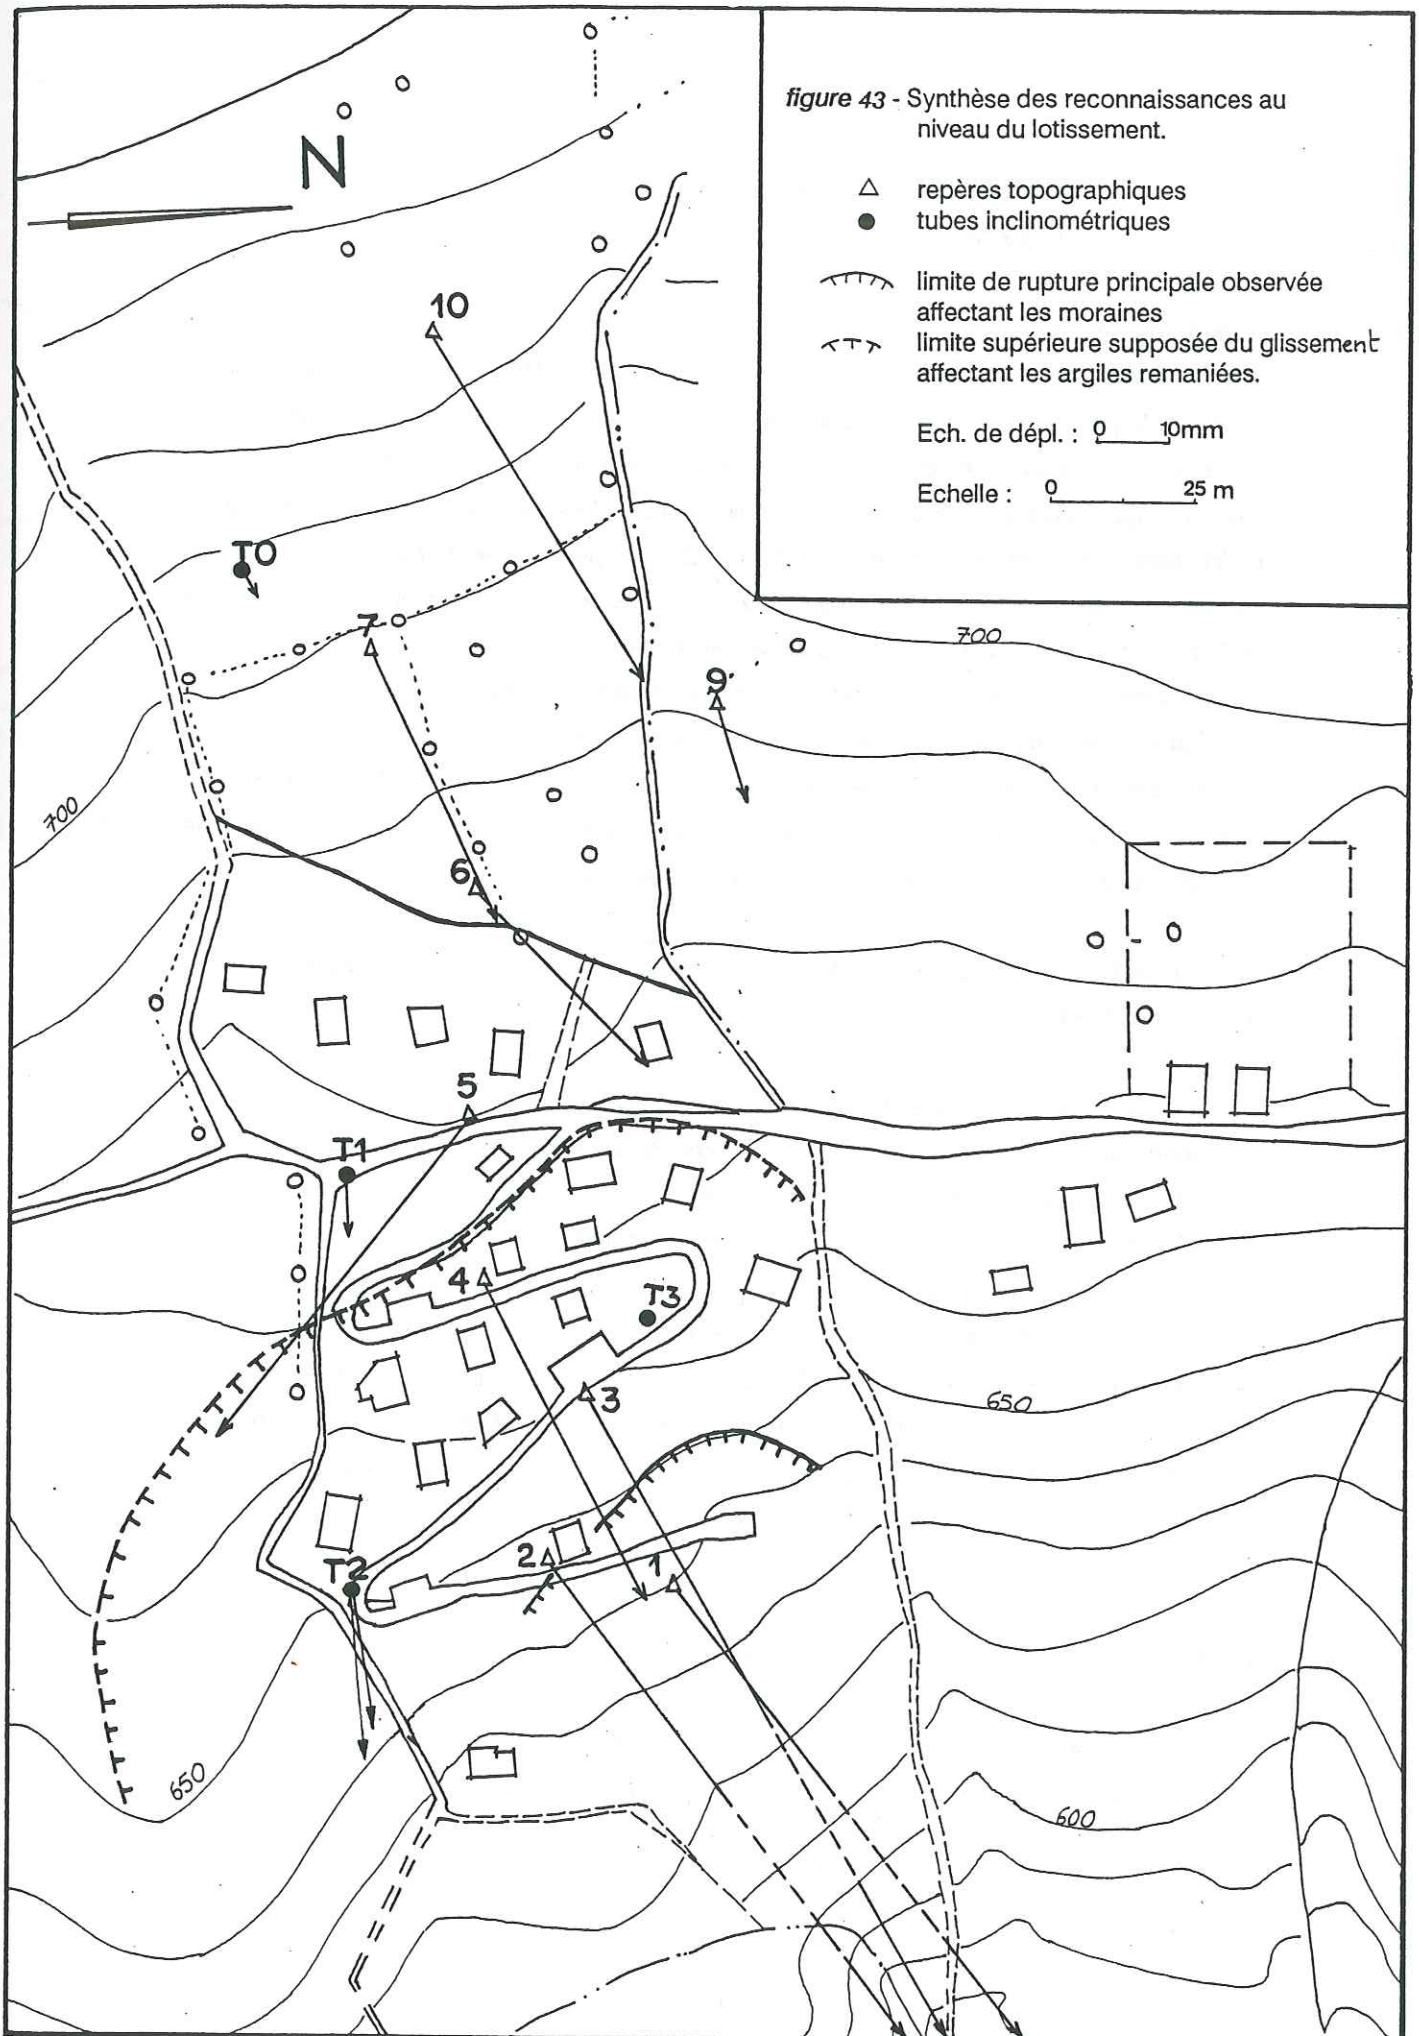 figure 43 - Synthèse des reconnaissances au
niveau du lotissement.
repères topographiques
tubes inclinométriques
limite de rupture principale observée
affectant les moraines
limite supérieure supposée du glissement
affectant les argiles remaniées.
Ech. de dépl. : 0 10mm
Echelle : 0 25 m
N
10
T0
7
700
9
700
6
5
T1
4
T3
3
650
2
1
T2
650
600